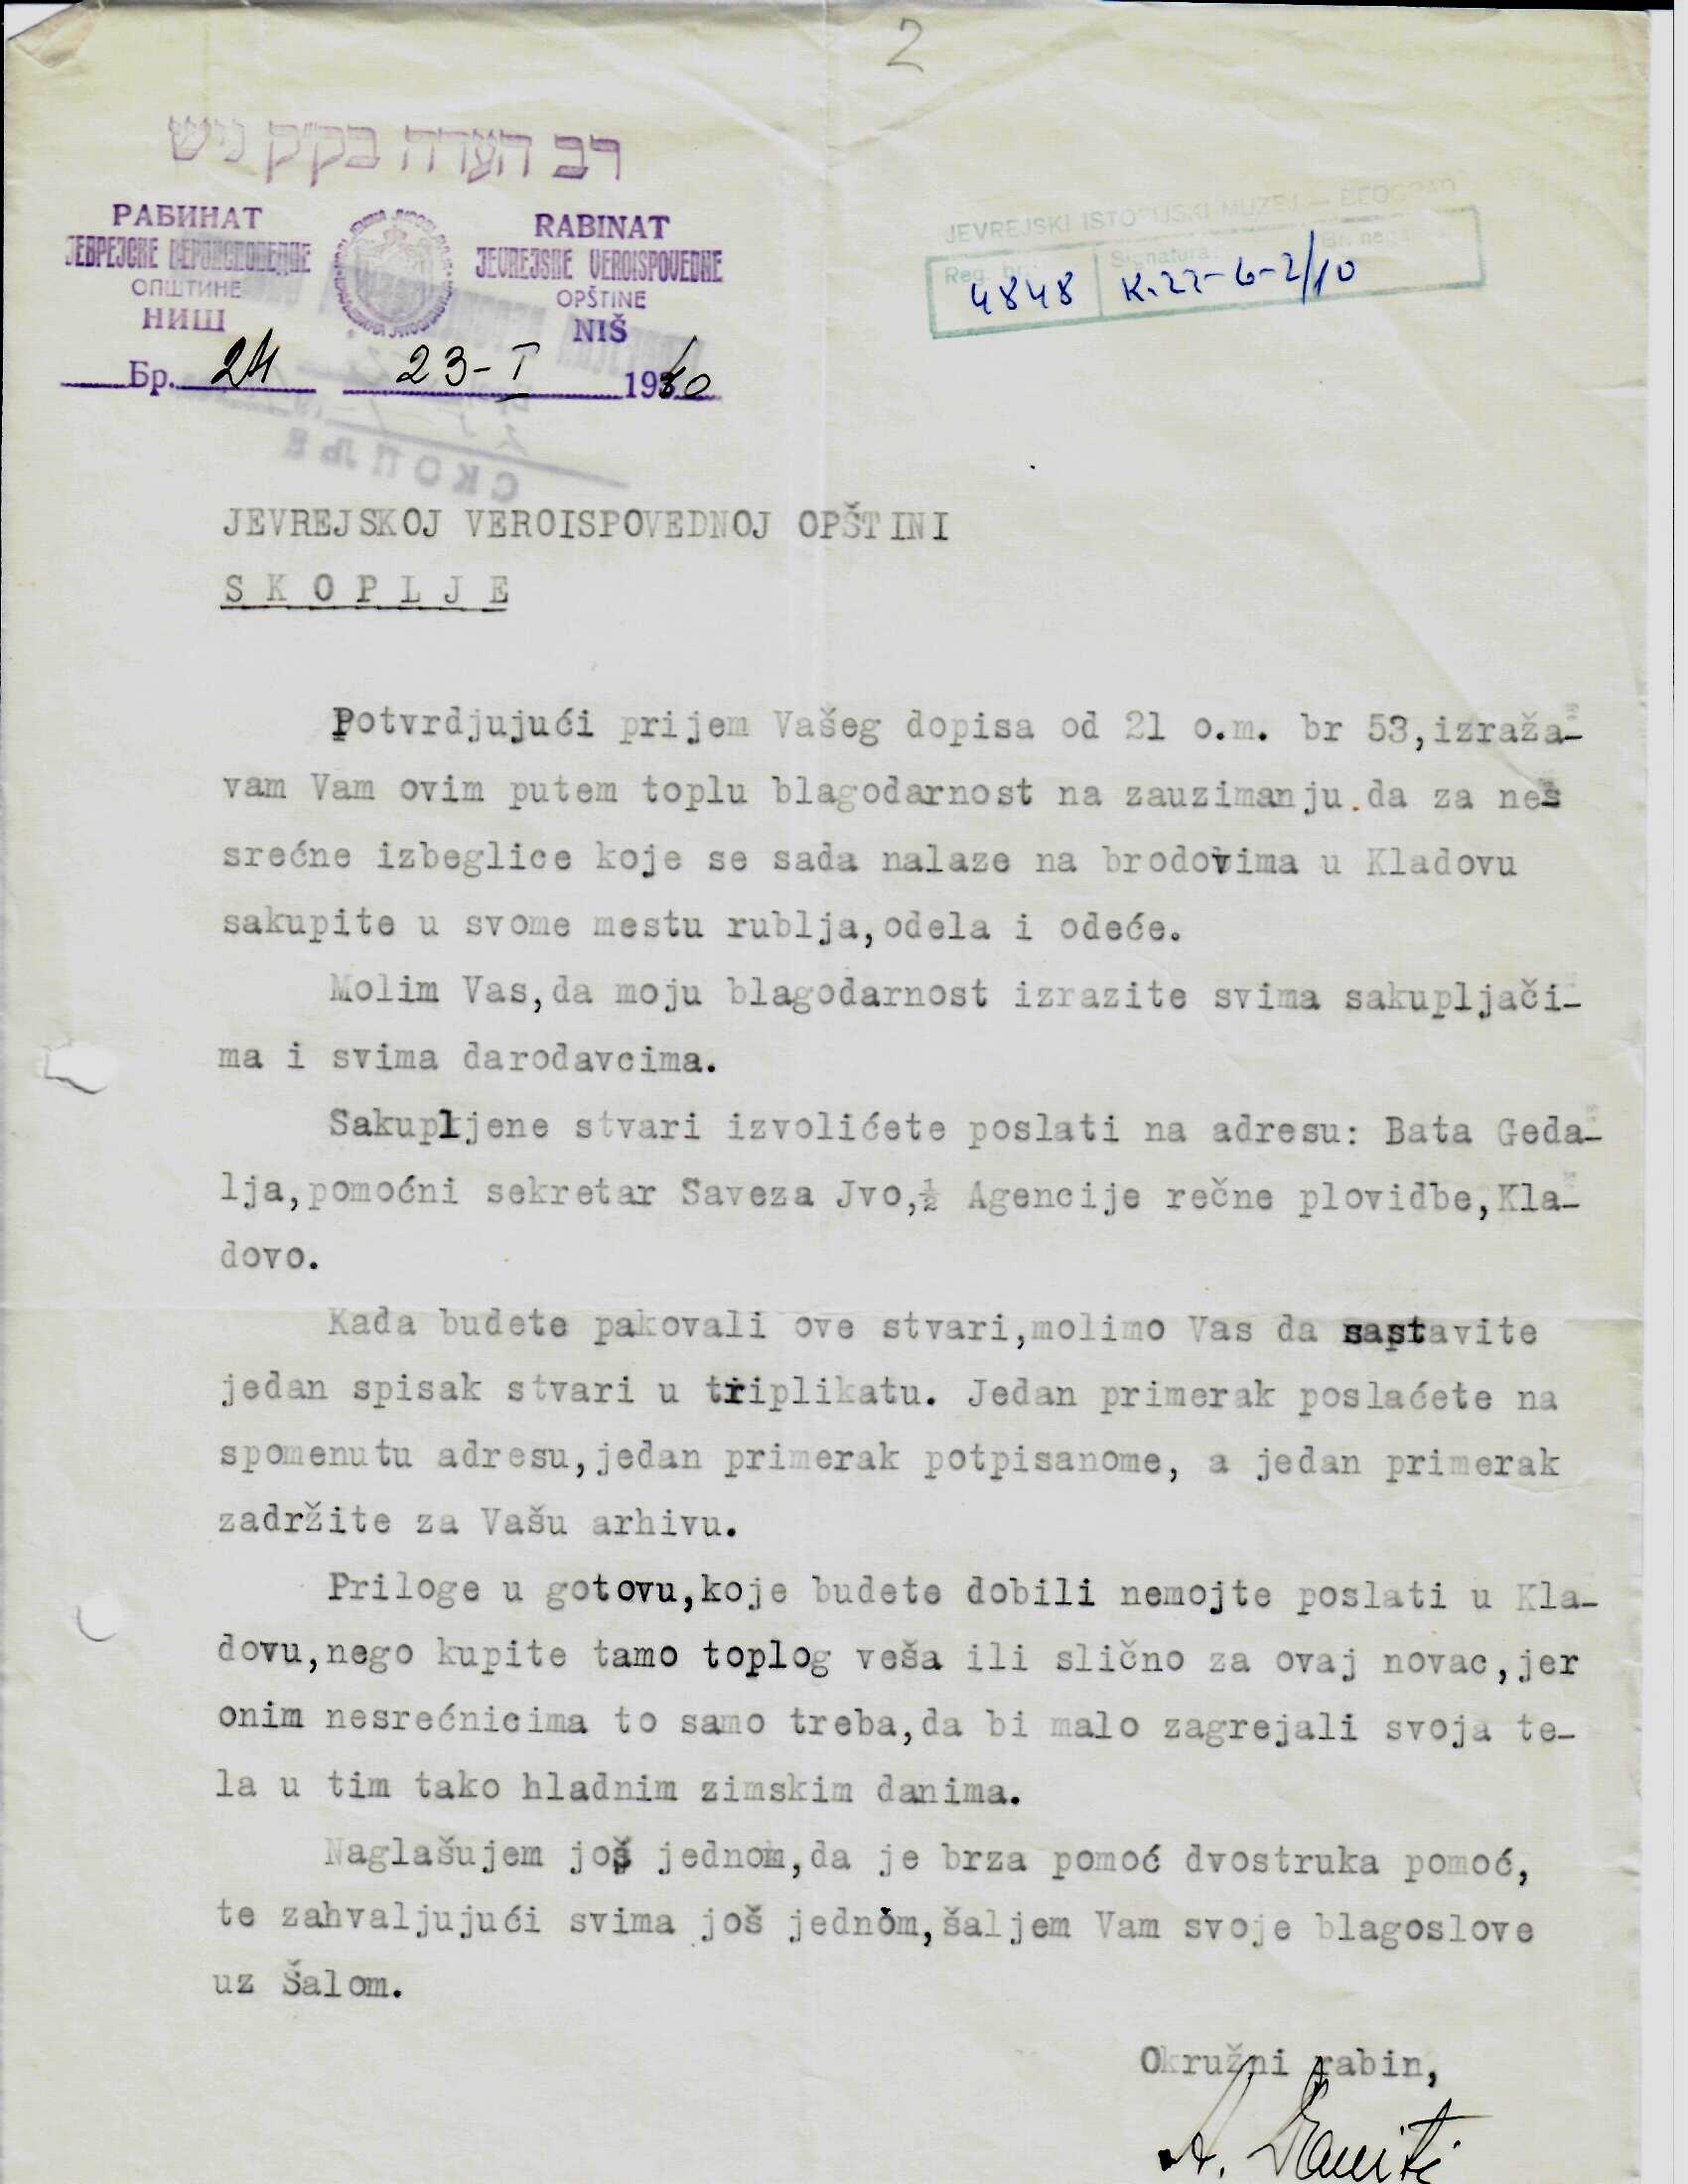 2
רב העדה בק״ק ניש
РАБИНАТ
ЈЕВРЕЈСКЕ ВЕРОИСПОВЕДНЕ
ОПШТИНЕ
НИШ
RABINAT
JEVREJSKE VEROISPOVEDNE
OPŠTINE
NIŠ
Бр. 24 23-I 1940
JEVREJSKI ISTORIJSKI MUZEJ — BEOGRAD
Reg. Signatura:
4848 K.22-6-2/10
СКОПЉЕ
JEVREJSKOJ VEROISPOVEDNOJ OPŠTINI
S K O P L J E
Potvrdjujući prijem Vašeg dopisa od 21 o.m. br 53,izraža-
vam Vam ovim putem toplu blagodarnost na zauzimanju.da za nes
srećne izbeglice koje se sada nalaze na brodovima u Kladovu
sakupite u svome mestu rublja,odela i odeće.
Molim Vas,da moju blagodarnost izrazite svima sakupljači-
ma i svima darodavcima.
Sakupljene stvari izvolićete poslati na adresu: Bata Geda-
lja,pomoćni sekretar Saveza Jvo,½ Agencije rečne plovidbe,Kla-
dovo.
Kada budete pakovali ove stvari,molimo Vas da sastavite
jedan spisak stvari u triplikatu. Jedan primerak poslaćete na
spomenutu adresu,jedan primerak potpisanome, a jedan primerak
zadržite za Vašu arhivu.
Priloge u gotovu,koje budete dobili nemojte poslati u Kla-
dovu,nego kupite tamo toplog veša ili slično za ovaj novac,jer
onim nesrećnicima to samo treba,da bi malo zagrejali svoja te-
la u tim tako hladnim zimskim danima.
Naglašujem još jednom,da je brza pomoć dvostruka pomoć,
te zahvaljujući svima još jednom,šaljem Vam svoje blagoslove
uz Šalom.
Okružni rabin,